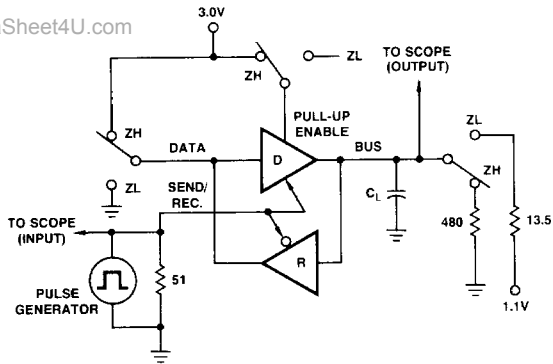 aSheet4U.com
3.0V
TO SCOPE
(OUTPUT)
ZH
ZL
PULL-UP
ENABLE
ZH
DATA
D
BUS
ZL
ZL
ZH
SEND/
REC.
TO SCOPE
(INPUT)
CL
480
13.5
R
51
PULSE
GENERATOR
1.1V